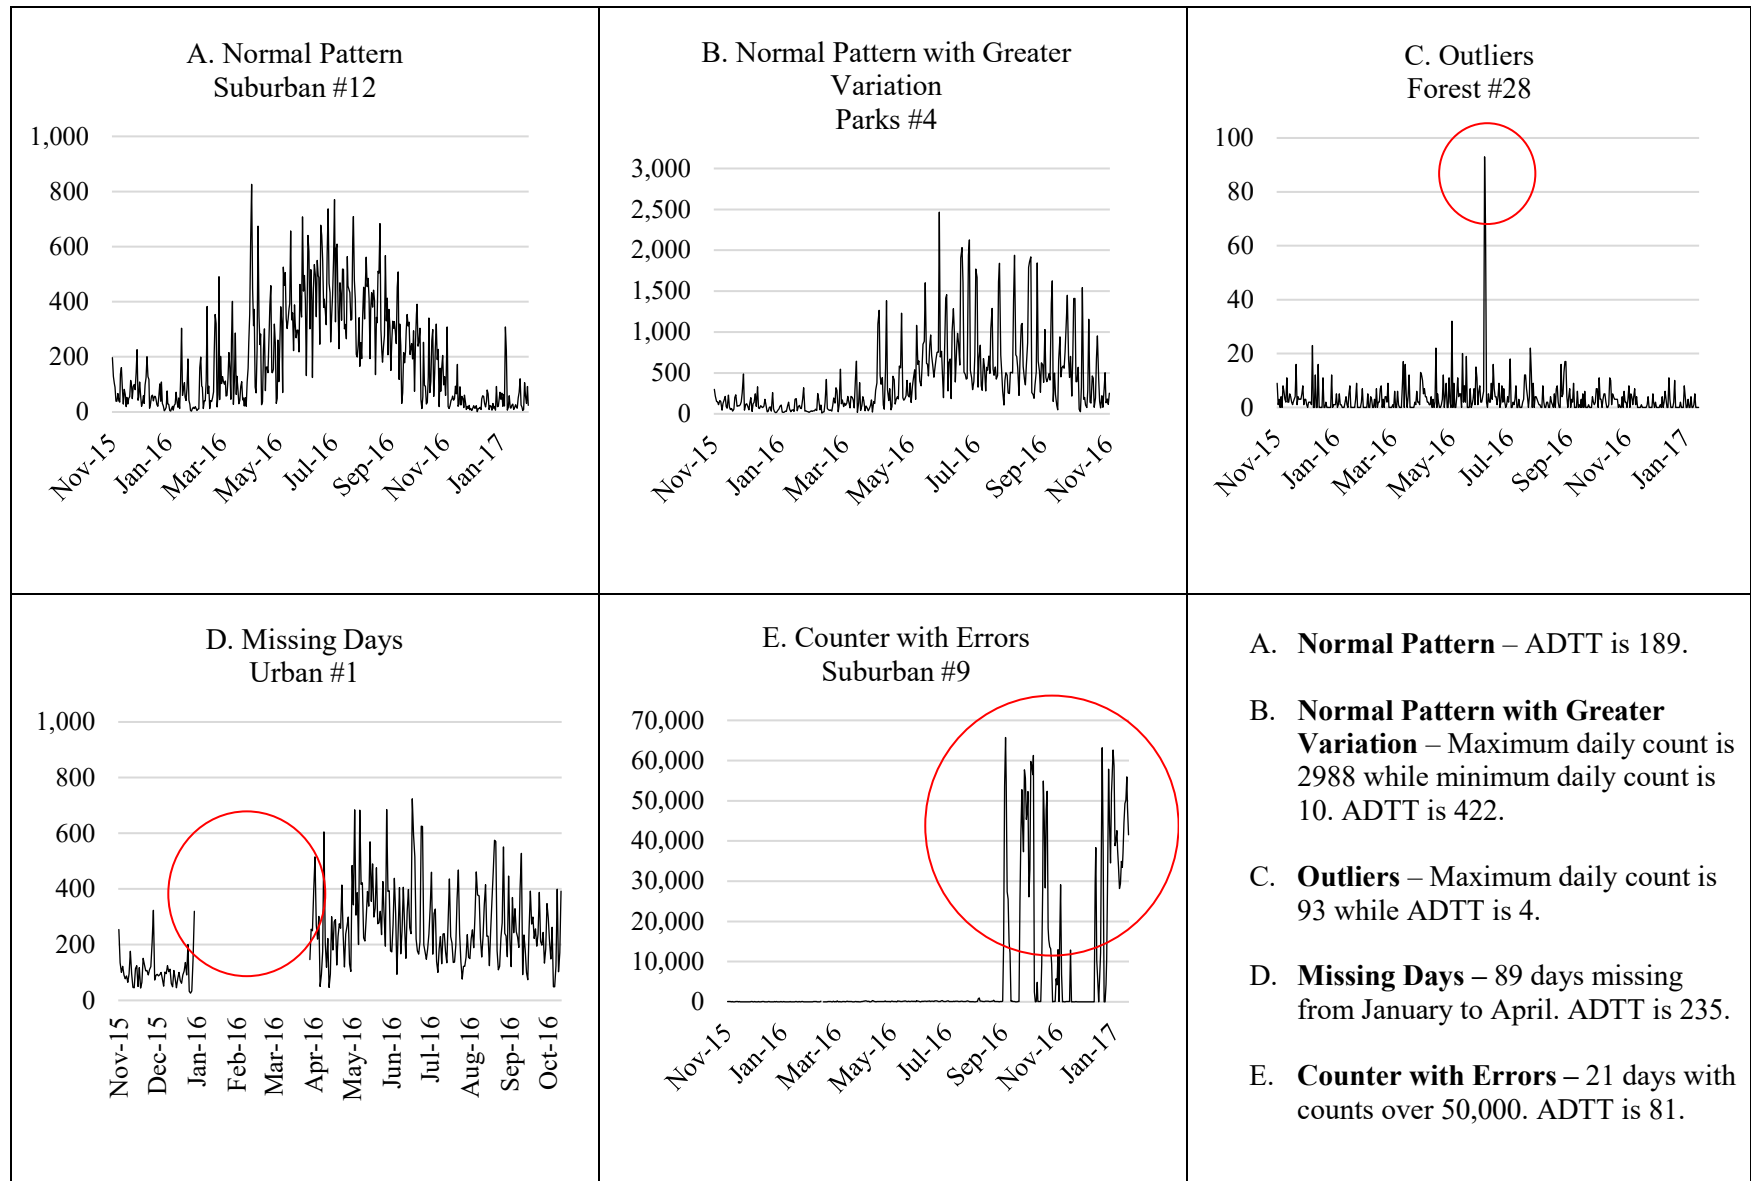 A. Normal Pattern
Suburban #12
1,000
800
600
400
200
0
Nov-15
Jan-16
Mar-16
May-16
Jul-16
Sep-16
Nov-16
Jan-17
B. Normal Pattern with Greater
Variation
Parks #4
3,000
2,500
2,000
1,500
1,000
500
0
Nov-15
Jan-16
Mar-16
May-16
Jul-16
Sep-16
Nov-16
C. Outliers
Forest #28
100
80
60
40
20
0
Nov-15
Jan-16
Mar-16
May-16
Jul-16
Sep-16
Nov-16
Jan-17
D. Missing Days
Urban #1
1,000
800
600
400
200
0
Nov-15
Dec-15
Jan-16
Feb-16
Mar-16
Apr-16
May-16
Jun-16
Jul-16
Aug-16
Sep-16
Oct-16
E. Counter with Errors
Suburban #9
70,000
60,000
50,000
40,000
30,000
20,000
10,000
0
Nov-15
Jan-16
Mar-16
May-16
Jul-16
Sep-16
Nov-16
Jan-17
A. Normal Pattern – ADTT is 189.
B. Normal Pattern with Greater
Variation – Maximum daily count is
2988 while minimum daily count is
10. ADTT is 422.
C. Outliers – Maximum daily count is
93 while ADTT is 4.
D. Missing Days – 89 days missing
from January to April. ADTT is 235.
E. Counter with Errors – 21 days with
counts over 50,000. ADTT is 81.